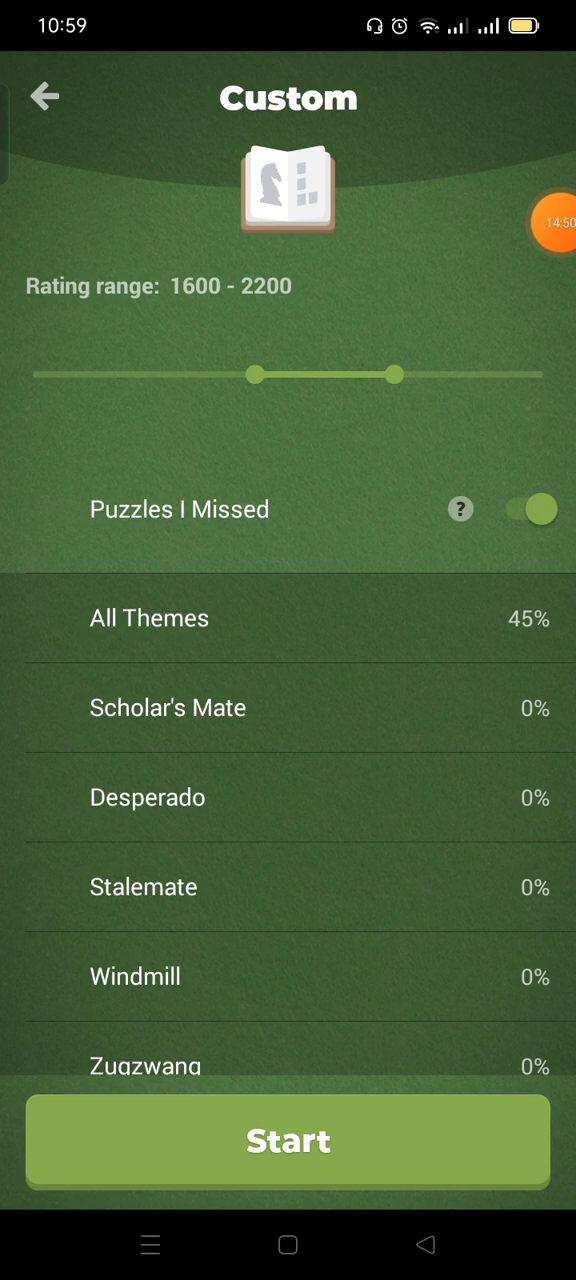 10:59
Custom
14:50
Rating range: 1600 - 2200
Puzzles I Missed ?
All Themes 45%
Scholar's Mate 0%
Desperado 0%
Stalemate 0%
Windmill 0%
Zugzwang 0%
Start